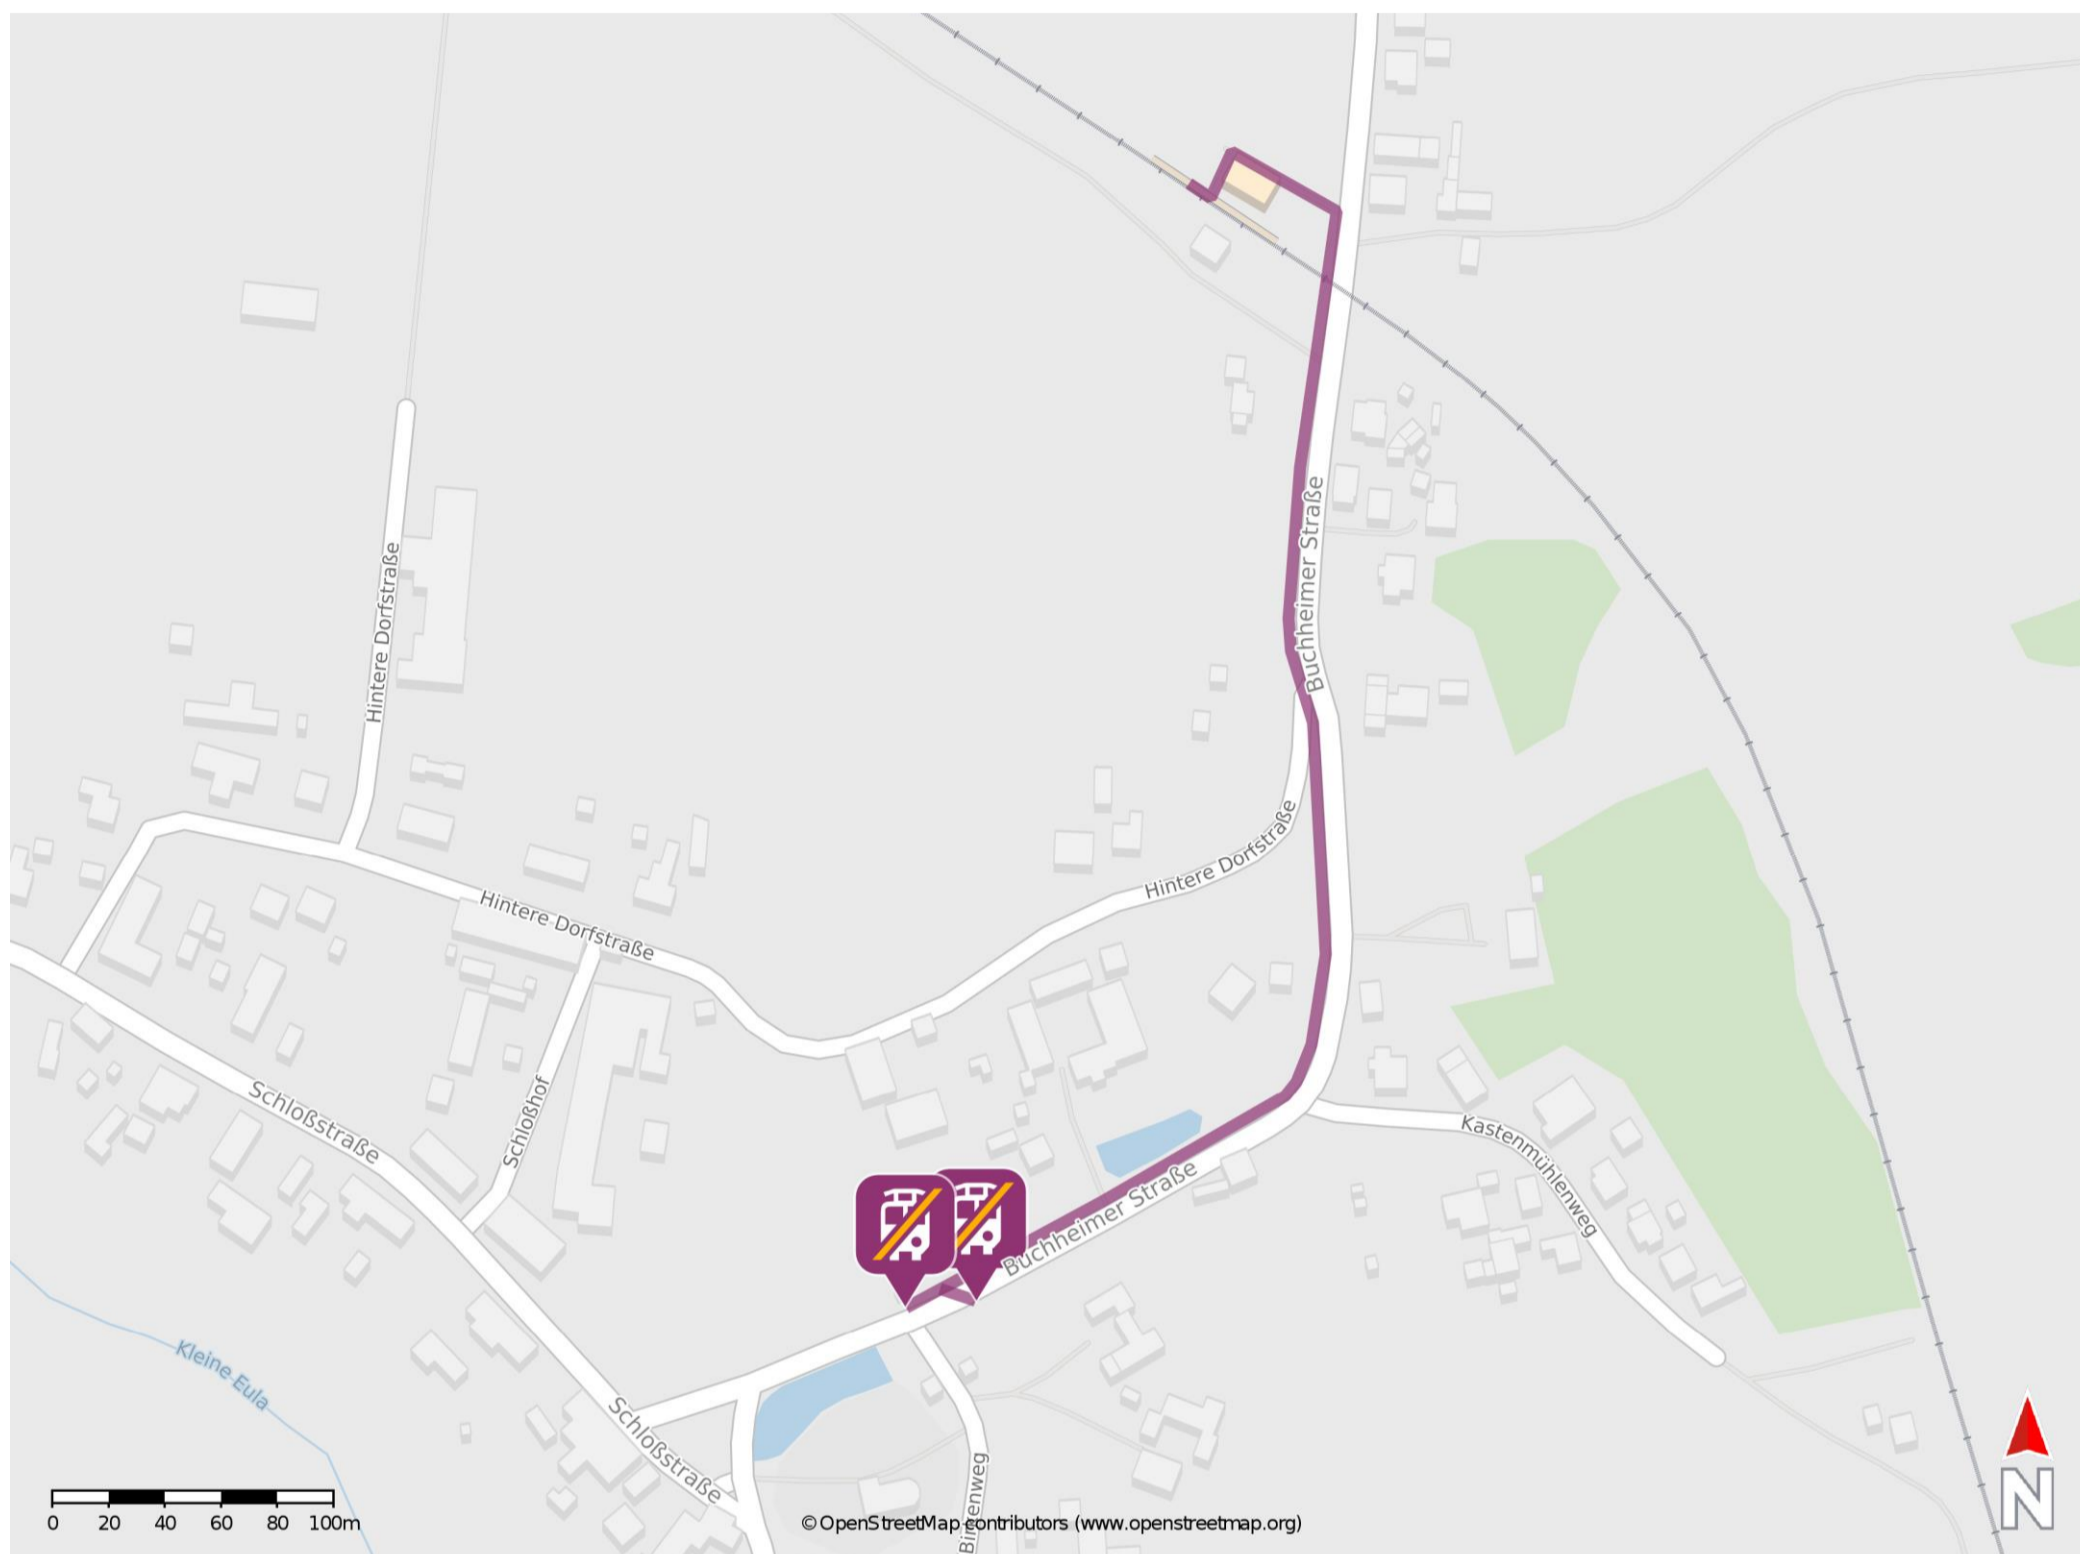 Buchheimer Straße
Hintere Dorfstraße
Hintere Dorfstraße
Hintere Dorfstraße
Schloßstraße
Schloßhof
Kastenmühlenweg
Buchheimer Straße
Kleine Eula
Schloßstraße
Birkenweg
0 20 40 60 80 100m
© OpenStreetMap contributors (www.openstreetmap.org)
N